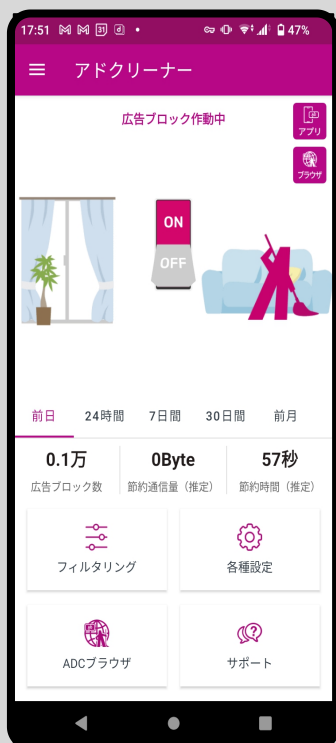 17:51 31 d 47%
アドクリーナー
広告ブロック作動中
アプリ
ブラウザ
ON
OFF
前日 24時間 7日間 30日間 前月
0.1万 0Byte 57秒
広告ブロック数 節約通信量（推定） 節約時間（推定）
フィルタリング 各種設定
ADCブラウザ サポート